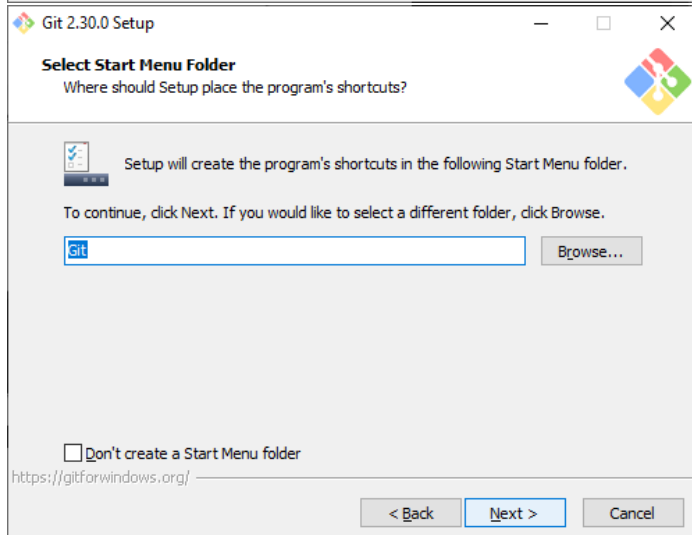 Git 2.30.0 Setup
Select Start Menu Folder
Where should Setup place the program's shortcuts?
Setup will create the program's shortcuts in the following Start Menu folder.
To continue, click Next. If you would like to select a different folder, click Browse.
Git
Browse...
Don't create a Start Menu folder
https://gitforwindows.org/
< Back
Next >
Cancel